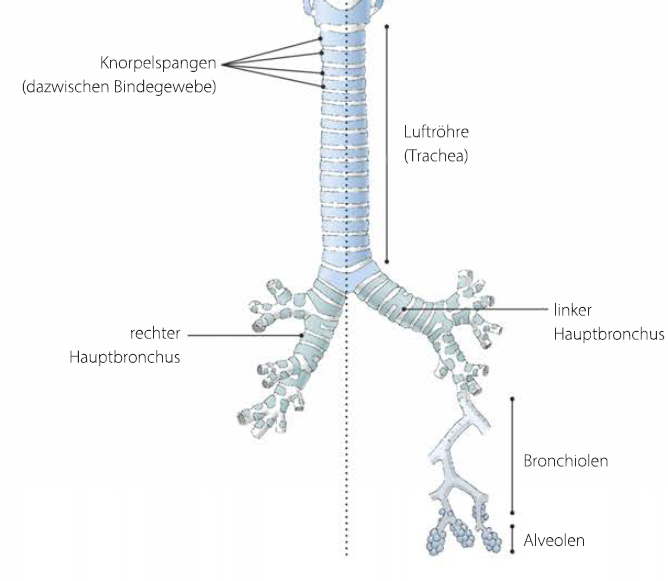 Knorpelspangen
(dazwischen Bindegewebe)
Luftröhre
(Trachea)
linker
Hauptbronchus
rechter
Hauptbronchus
Bronchiolen
Alveolen